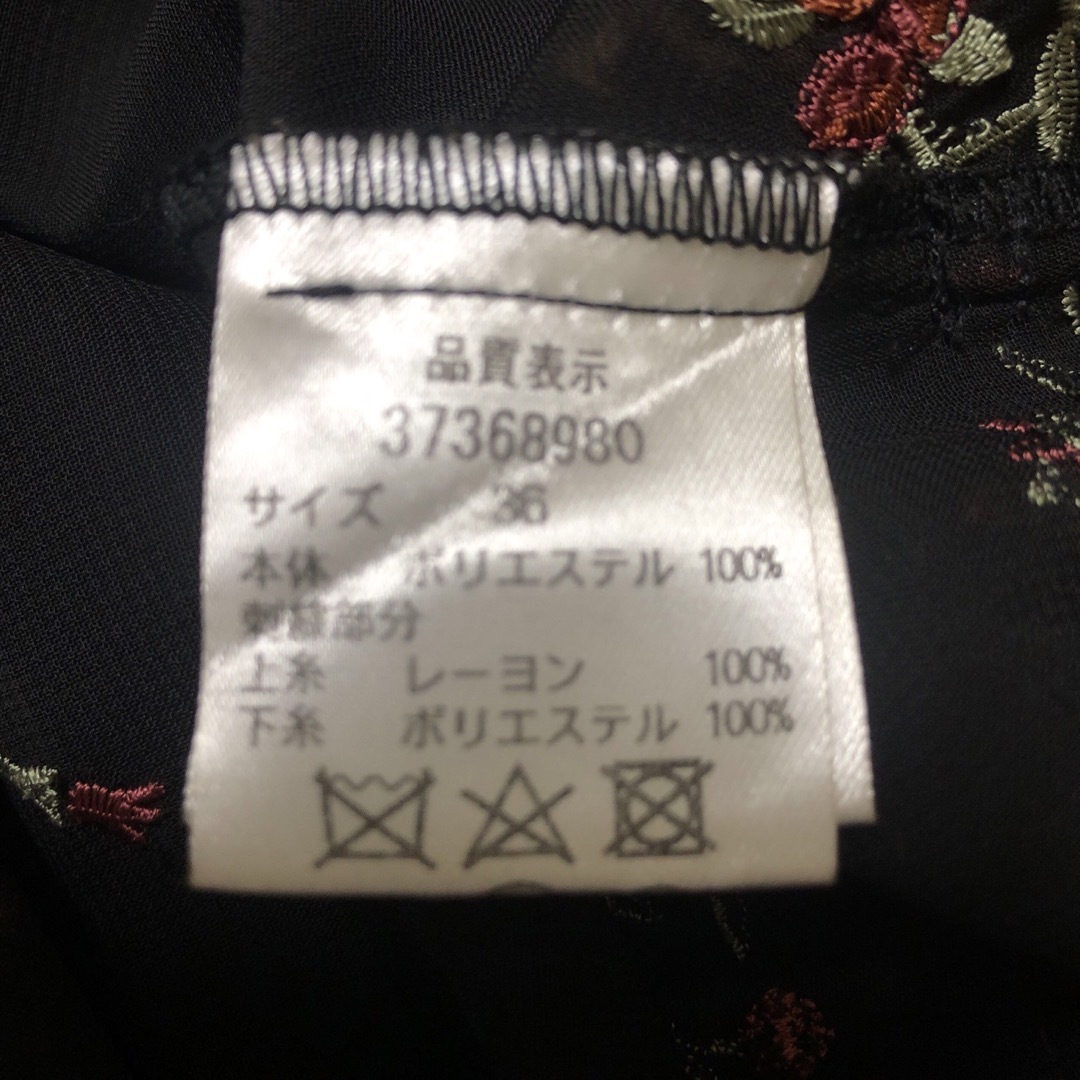 品質表示
37368980
サイズ 36
本体 ポリエステル 100%
刺繍部分
上糸 レーヨン 100%
下糸 ポリエステル 100%